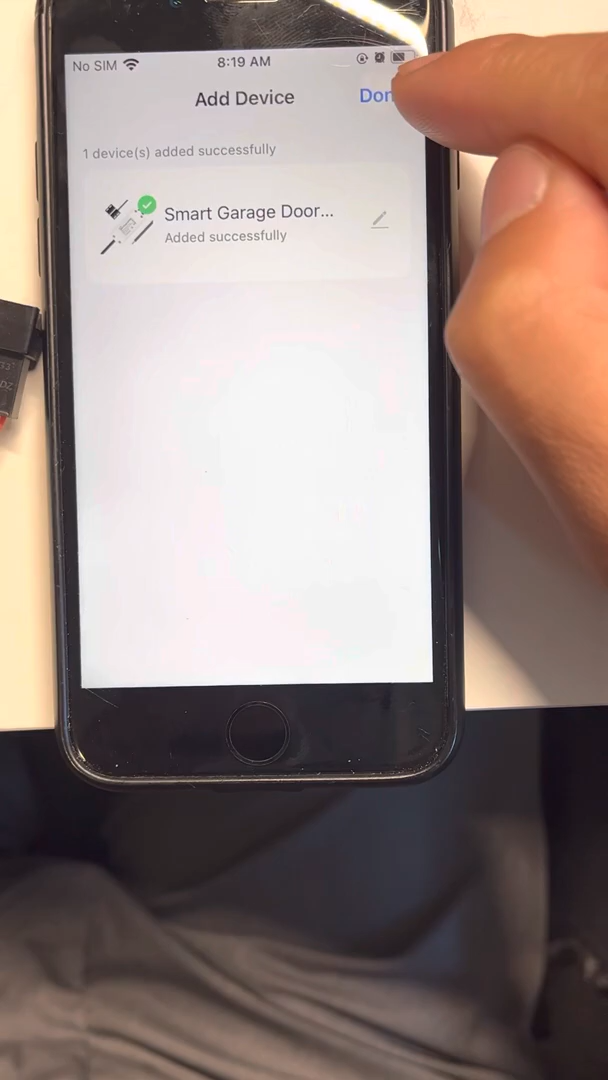 No SIM
8:19 AM
Add Device
Don
1 device(s) added successfully
Smart Garage Door...
Added successfully